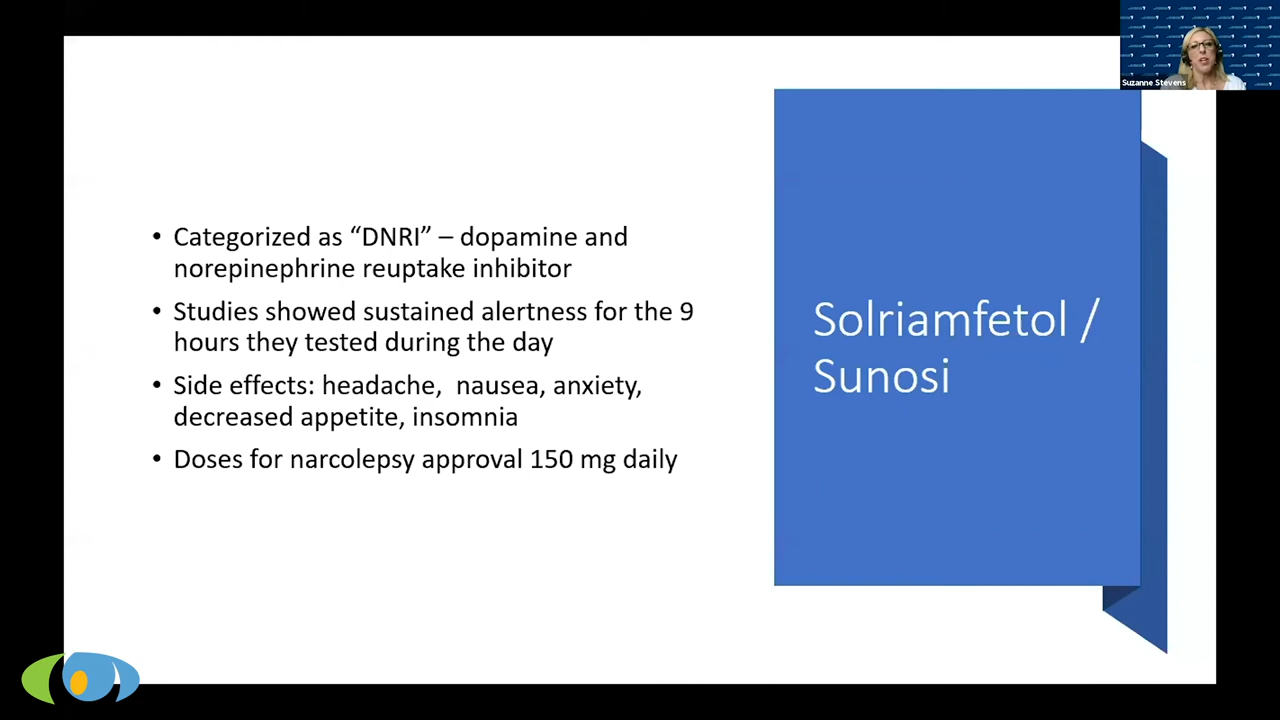 Suzanne Stevens
• Categorized as “DNRI” – dopamine and
norepinephrine reuptake inhibitor
• Studies showed sustained alertness for the 9
hours they tested during the day
• Side effects: headache,  nausea, anxiety,
decreased appetite, insomnia
• Doses for narcolepsy approval 150 mg daily
Solriamfetol /
Sunosi